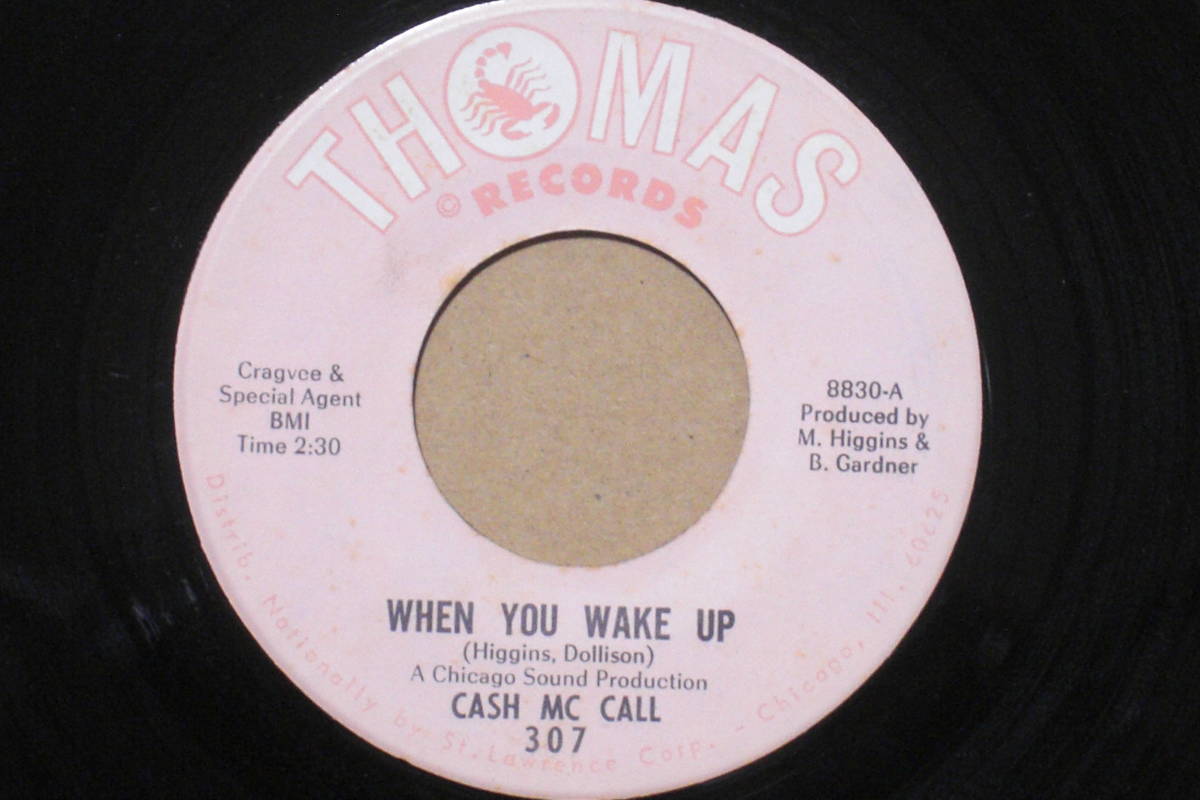 THOMAS
© RECORDS
Cragvee &
Special Agent
BMI
Time 2:30
8830-A
Produced by
M. Higgins &
B. Gardner
WHEN YOU WAKE UP
(Higgins, Dollison)
A Chicago Sound Production
CASH MC CALL
307
Distrib. Nationally by St. Lawrence Corp. - Chicago, Ill. 60625